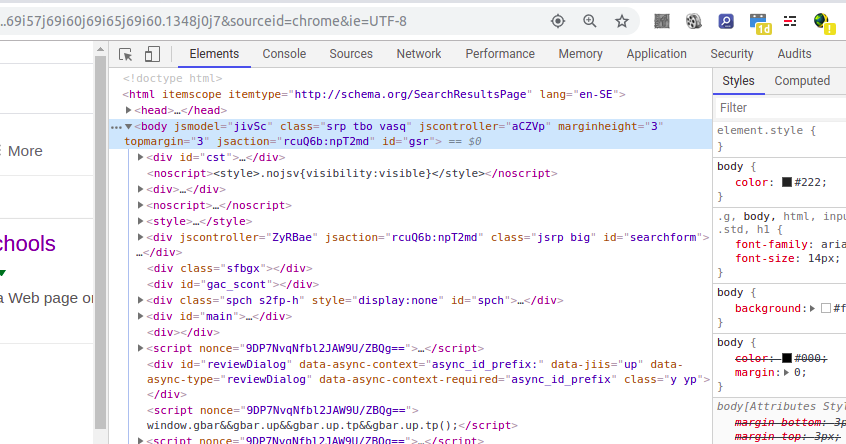 ..69i57j69i60j69i65j69i60.1348j0j7&sourceid=chrome&ie=UTF-8
1d
!
Elements Console Sources Network Performance Memory Application Security Audits
More
chools
a Web page or
<!doctype html>
<html itemscope itemtype="http://schema.org/SearchResultsPage" lang="en-SE">
<head>…</head>
…<body jsmodel="jivSc" class="srp tbo vasq" jscontroller="aCZVp" marginheight="3"
topmargin="3" jsaction="rcuQ6b:npT2md" id="gsr"> == $0
<div id="cst">…</div>
<noscript><style>.nojsv{visibility:visible}</style></noscript>
<div>…</div>
<noscript>…</noscript>
<style>…</style>
<div jscontroller="ZyRBae" jsaction="rcuQ6b:npT2md" class="jsrp big" id="searchform">
…</div>
<div class="sfbgx"></div>
<div id="gac_scont"></div>
<div class="spch s2fp-h" style="display:none" id="spch">…</div>
<div id="main">…</div>
<div></div>
<script nonce="9DP7NvqNfbl2JAW9U/ZBQg==">…</script>
<div id="reviewDialog" data-async-context="async_id_prefix:" data-jiis="up" data-
async-type="reviewDialog" data-async-context-required="async_id_prefix" class="y yp">
</div>
<script nonce="9DP7NvqNfbl2JAW9U/ZBQg==">
window.gbar&&gbar.up&&gbar.up.tp&&gbar.up.tp();</script>
<script nonce="9DP7NvqNfbl2JAW9U/ZBQg==">…</script>
Styles Computed
Filter
element.style {
}
body {
color: #222;
}
.g, body, html, inpu
.std, h1 {
font-family: aria
font-size: 14px;
}
body {
background: #f
}
body {
color: #000;
margin: 0;
}
body[Attributes Styl
margin-bottom: 3p
margin-top: 3px;